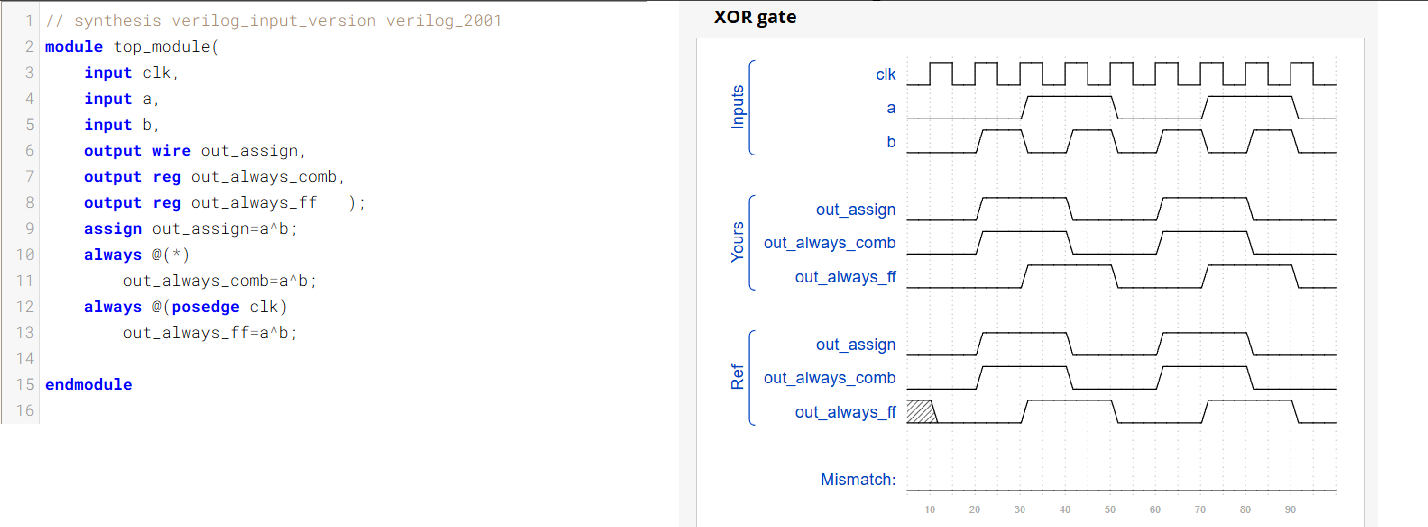 1 // synthesis verilog_input_version verilog_2001
2 module top_module(
3 input clk,
4 input a,
5 input b,
6 output wire out_assign,
7 output reg out_always_comb,
8 output reg out_always_ff );
9 assign out_assign=a^b;
10 always @(*)
11 out_always_comb=a^b;
12 always @(posedge clk)
13 out_always_ff=a^b;
14
15 endmodule
16
XOR gate
Inputs
clk
a
b
Yours
out_assign
out_always_comb
out_always_ff
Ref
out_assign
out_always_comb
out_always_ff
Mismatch:
10 20 30 40 50 60 70 80 90